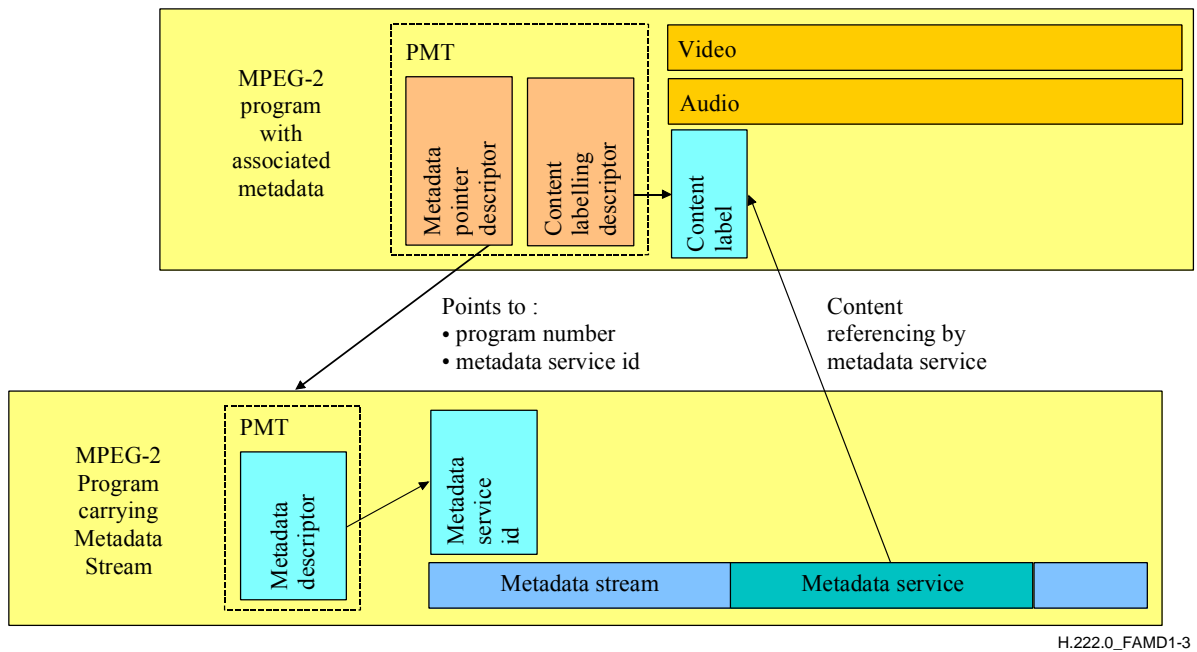 MPEG-2
program
with
associated
metadata
PMT
Metadata
pointer
descriptor
Content
labelling
descriptor
Video
Audio
Content
label
Points to :
• program number
• metadata service id
Content
referencing by
metadata service
MPEG-2
Program
carrying
Metadata
Stream
PMT
Metadata
descriptor
Metadata
service
id
Metadata stream
Metadata service
H.222.0_FAMD1-3